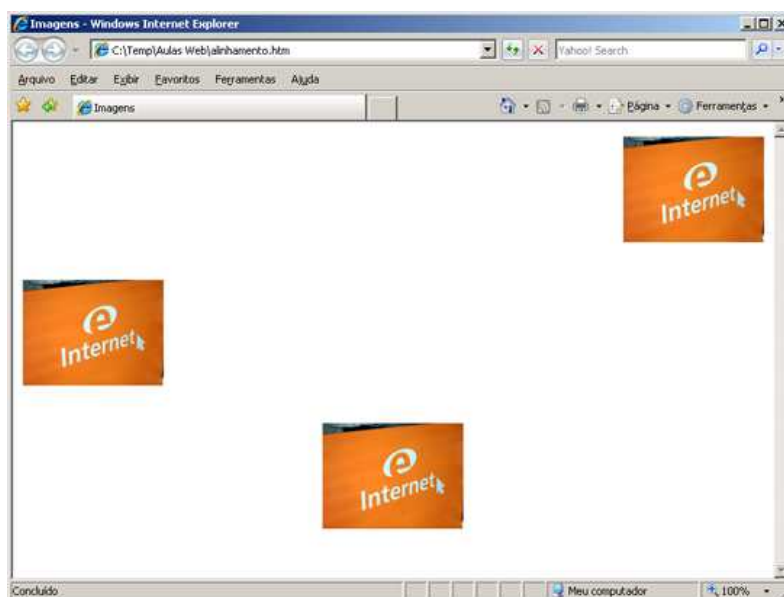 Imagens - Windows Internet Explorer
C:\Temp\Aulas Web\alinhamento.htm
Yahoo! Search
Arquivo Editar Exibir Favoritos Ferramentas Ajuda
Imagens
Página
Ferramentas
e
Internet
e
Internet
e
Internet
Concluído
Meu computador
100%